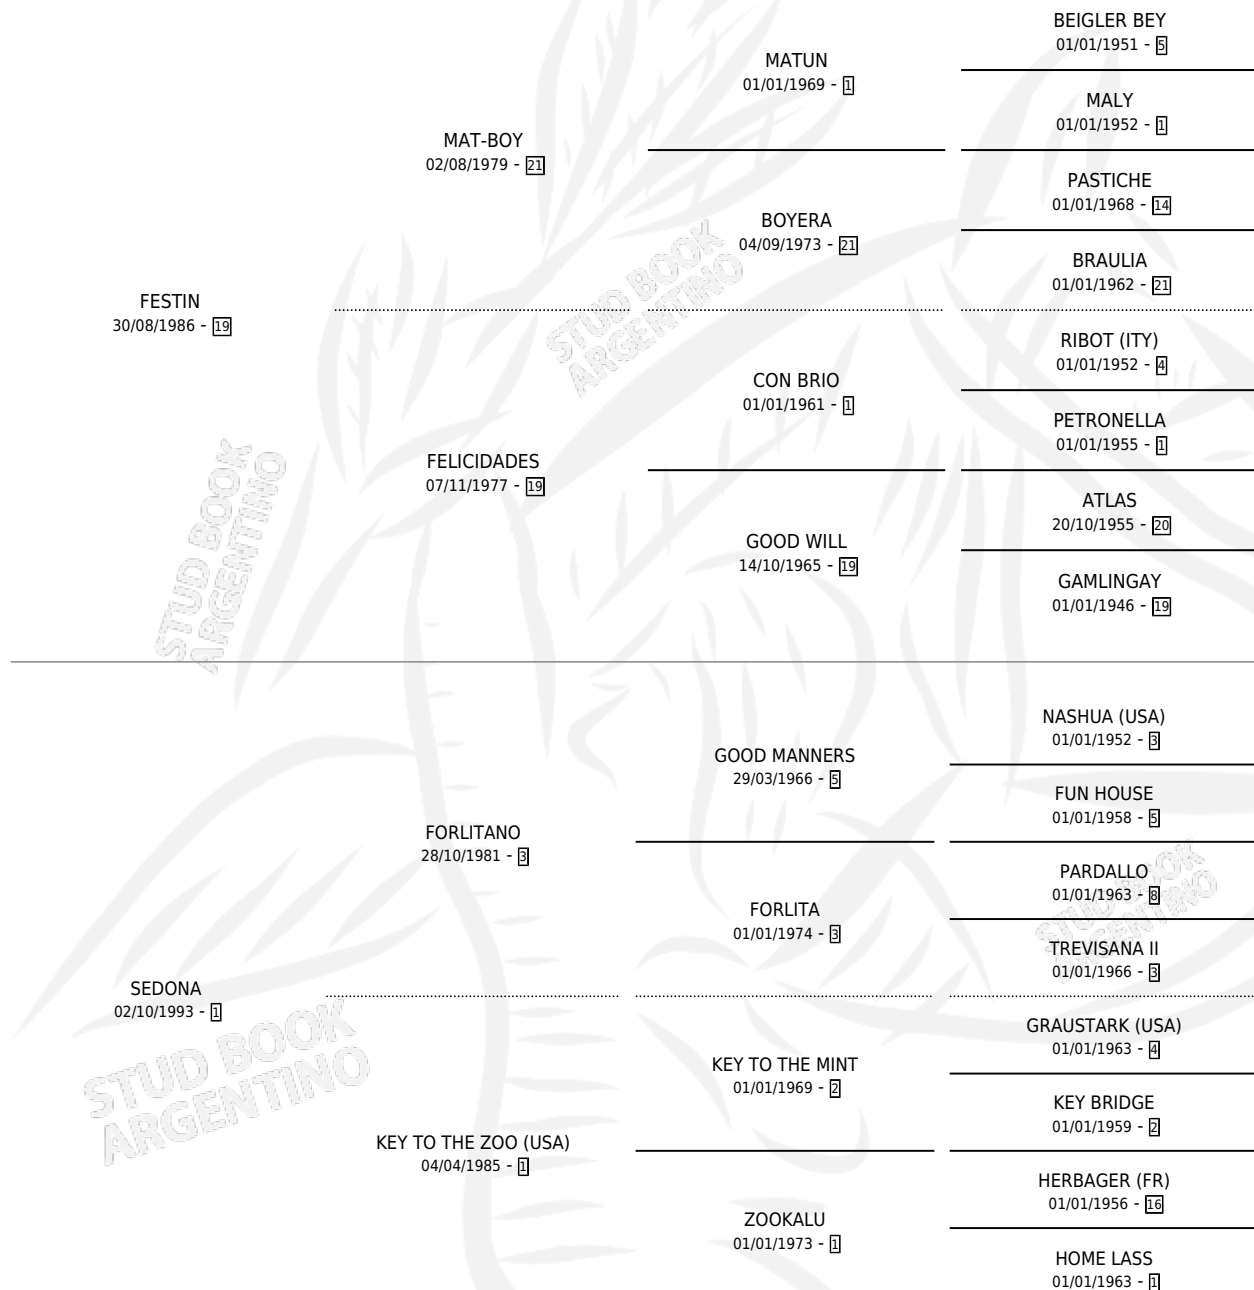 BEIGLER BEY
01/01/1951 - 5
MATUN
01/01/1969 - 1
MALY
01/01/1952 - 1
MAT-BOY
02/08/1979 - 21
PASTICHE
01/01/1968 - 14
BOYERA
04/09/1973 - 21
BRAULIA
01/01/1962 - 21
FESTIN
30/08/1986 - 19
STUD BOOK
ARGENTINO
RIBOT (ITY)
01/01/1952 - 4
CON BRIO
01/01/1961 - 1
PETRONELLA
01/01/1955 - 1
FELICIDADES
07/11/1977 - 19
ATLAS
20/10/1955 - 20
GOOD WILL
14/10/1965 - 19
GAMLINGAY
01/01/1946 - 19
STUD BOOK
ARGENTINO
NASHUA (USA)
01/01/1952 - 3
GOOD MANNERS
29/03/1966 - 5
FUN HOUSE
01/01/1958 - 5
FORLITANO
28/10/1981 - 3
PARDALLO
01/01/1963 - 8
FORLITA
01/01/1974 - 3
TREVISANA II
01/01/1966 - 3
STUD BOOK
ARGENTINO
SEDONA
02/10/1993 - 1
GRAUSTARK (USA)
01/01/1963 - 4
KEY TO THE MINT
01/01/1969 - 2
KEY BRIDGE
01/01/1959 - 2
STUD BOOK
ARGENTINO
KEY TO THE ZOO (USA)
04/04/1985 - 1
HERBAGER (FR)
01/01/1956 - 16
ZOOKALU
01/01/1973 - 1
HOME LASS
01/01/1963 - 1